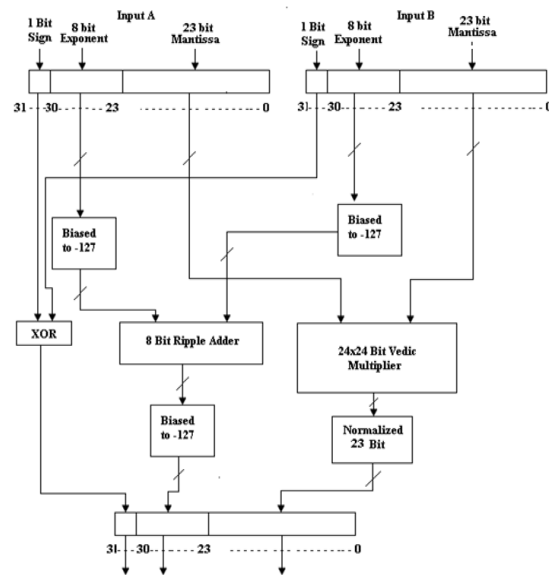 Input A
Input B
1 Bit
Sign
8 bit
Exponent
23 bit
Mantissa
1 Bit
Sign
8 bit
Exponent
23 bit
Mantissa
31 30 23 0
31 30 23 0
Biased
to -127
Biased
to -127
XOR
8 Bit Ripple Adder
24x24 Bit Vedic
Multiplier
Biased
to -127
Normalized
23 Bit
31 30 23 0